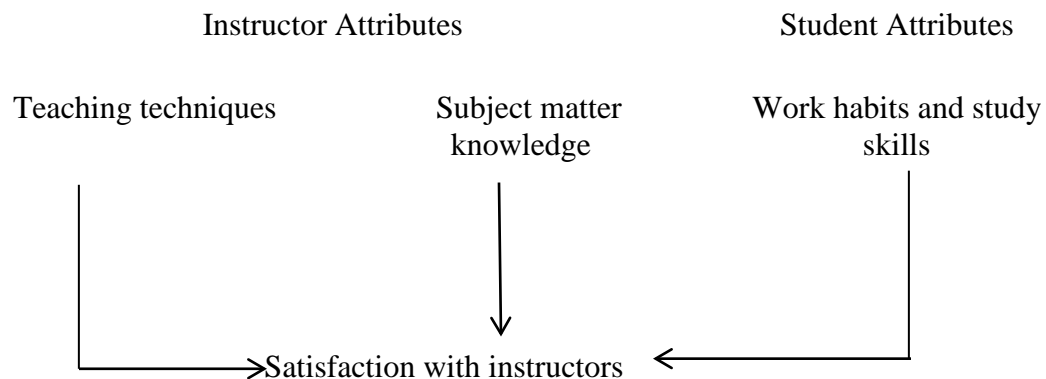 Instructor Attributes
Student Attributes
Teaching techniques
Subject matter
knowledge
Work habits and study
skills
Satisfaction with instructors